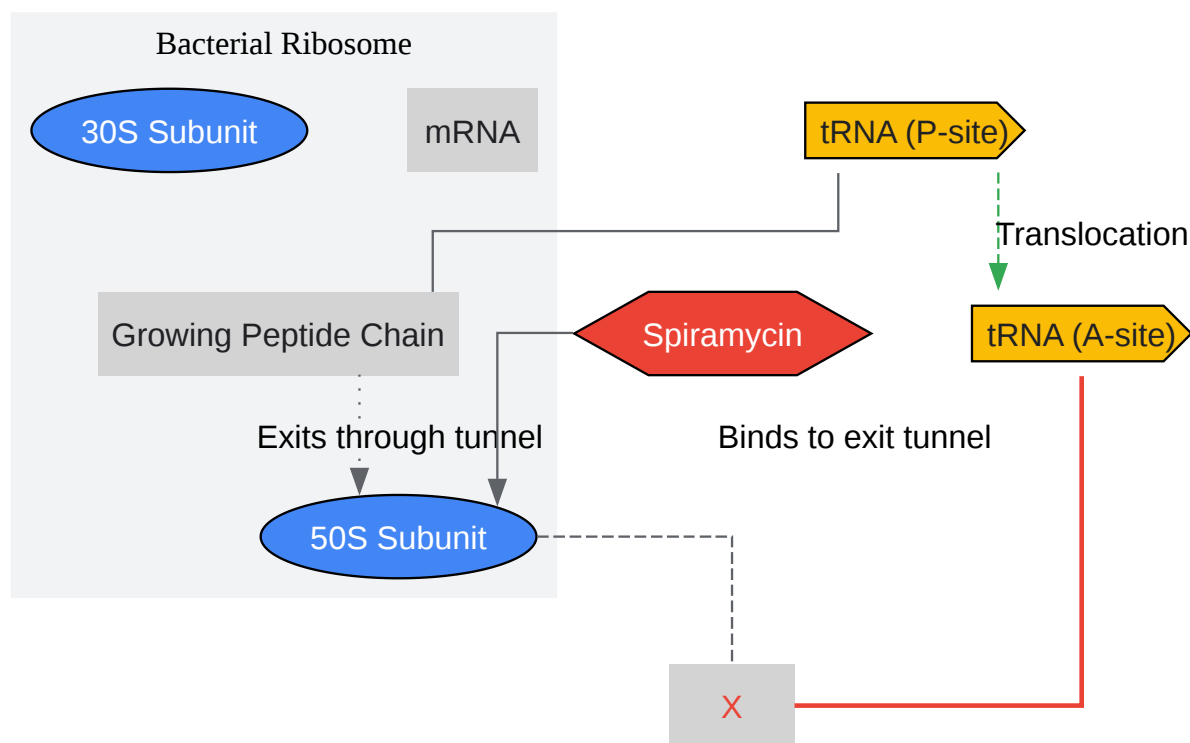 Bacterial Ribosome
30S Subunit
mRNA
tRNA (P-site)
Translocation
Growing Peptide Chain
Spiramycin
tRNA (A-site)
Exits through tunnel
Binds to exit tunnel
50S Subunit
X